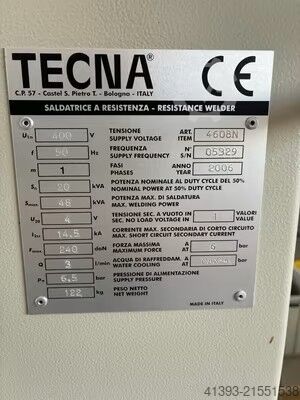 TECNA® CE
C.P. 57 - Castel S. Pietro T. - Bologna - ITALY
SALDATRICE A RESISTENZA - RESISTANCE WELDER
U1n 400 V TENSIONE SUPPLY VOLTAGE ART. ITEM 4608N
f 50 Hz FREQUENZA SUPPLY FREQUENCY N° S/N 05329
m 1 FASI PHASES ANNO YEAR 2006
Sn 20 kVA POTENZA NOMINALE AL DUTY CYCLE DEL 50% NOMINAL POWER AT 50% DUTY CYCLE
Smax 48 kVA POTENZA MAX. DI SALDATURA MAX. WELDING POWER
U20 4 V TENSIONE SEC. A VUOTO IN SEC. NO LOAD VOLTAGE IN 1 VALORI VALUE
I2cc 14,5 kA CORRENTE MAX. SECONDARIA DI CORTO CIRCUITO MAX. SHORT CIRCUIT SECONDARY CURRENT
Fmax 240 daN FORZA MASSIMA MAXIMUM FORCE A AT 6 bar
Q 3 l/min ACQUA DI RAFFREDDAM. WATER COOLING A AT bar
P 6,5 bar PRESSIONE DI ALIMENTAZIONE SUPPLY PRESSURE
122 kg PESO NETTO NET WEIGHT
MADE IN ITALY
41393-21551538